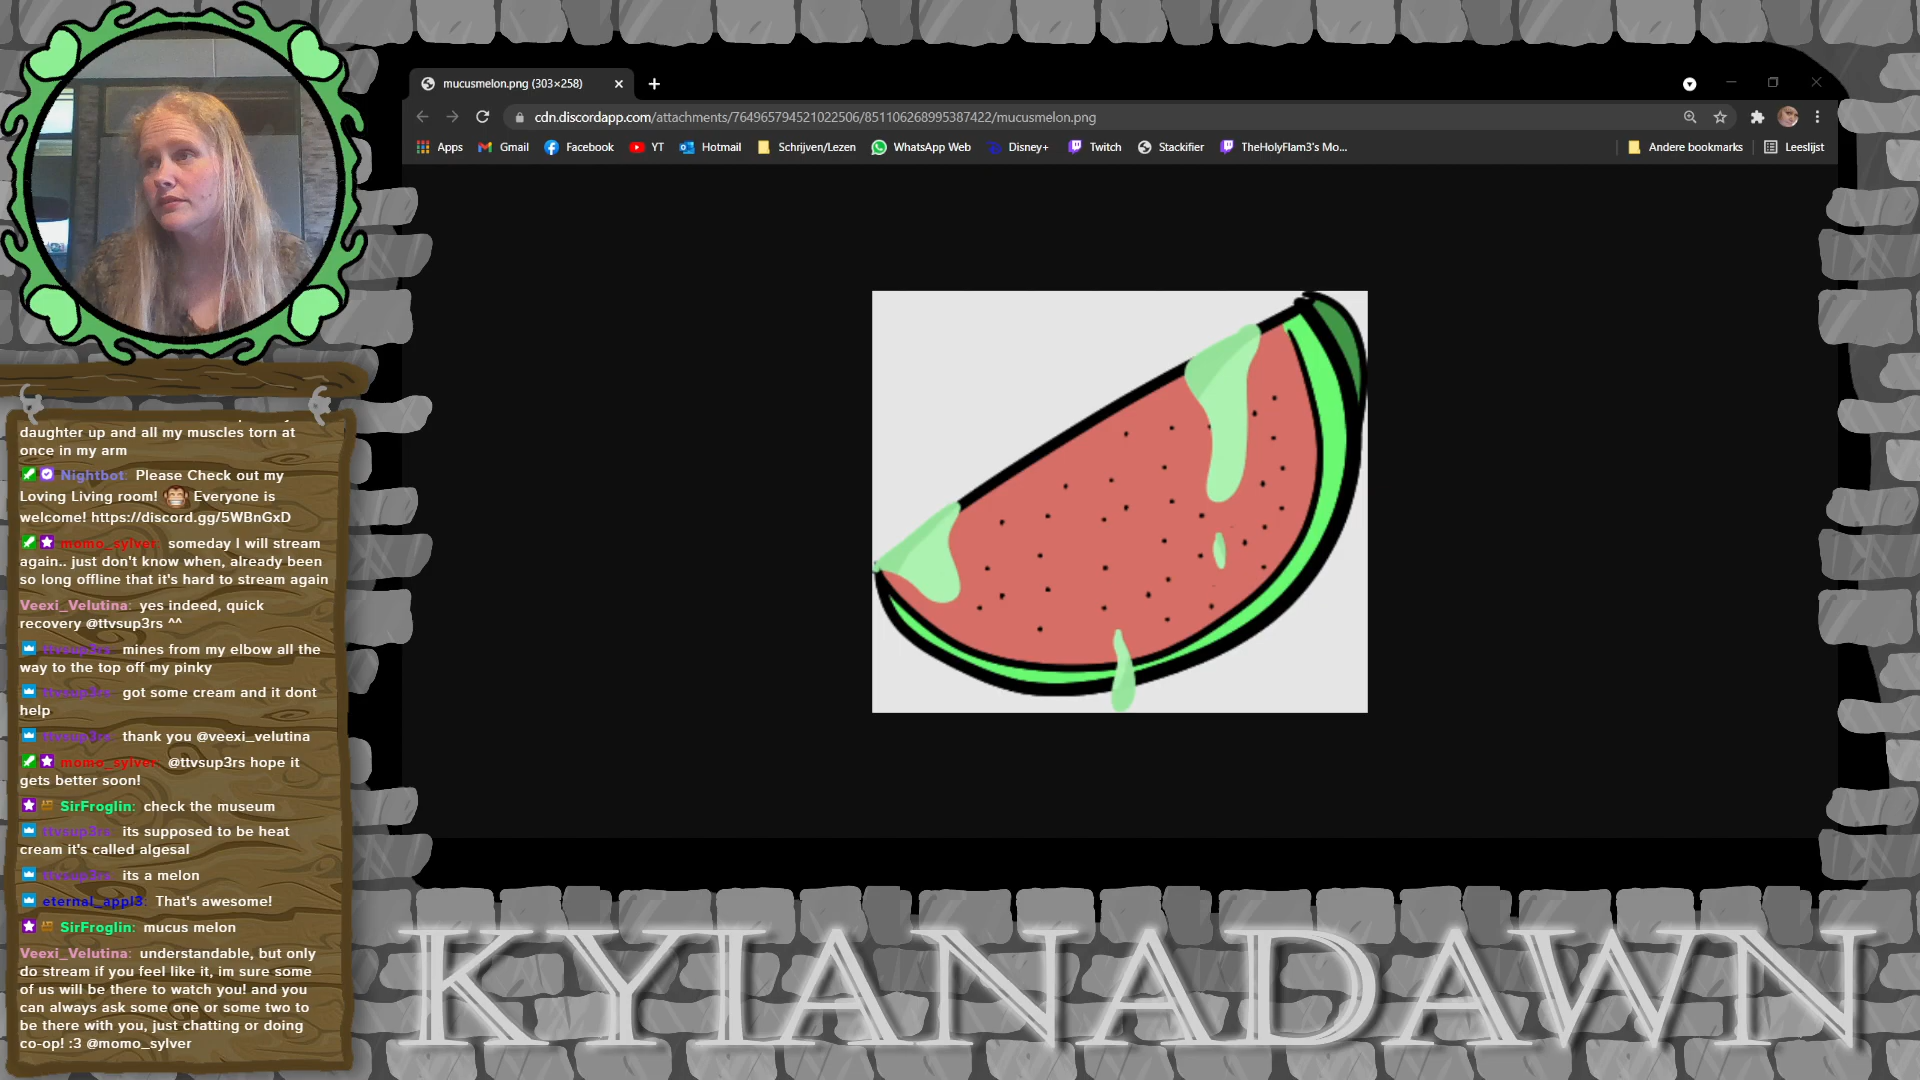 mucusmelon.png (303×258)
cdn.discordapp.com/attachments/764965794521022506/851106268995387422/mucusmelon.png
Apps Gmail Facebook YT Hotmail Schrijven/Lezen WhatsApp Web Disney+ Twitch Stackifier TheHolyFlam3's Mo... Andere bookmarks Leeslijst
daughter up and all my muscles torn at
once in my arm
Nightbot: Please Check out my
Loving Living room! Everyone is
welcome! https://discord.gg/5WBnGxD
momo_sylver: someday I will stream
again.. just don't know when, already been
so long offline that it's hard to stream again
Veexi_Velutina: yes indeed, quick
recovery @ttvsup3rs ^^
ttvsup3rs: mines from my elbow all the
way to the top off my pinky
ttvsup3rs: got some cream and it dont
help
ttvsup3rs: thank you @veexi_velutina
momo_sylver: @ttvsup3rs hope it
gets better soon!
SirFroglin: check the museum
ttvsup3rs: its supposed to be heat
cream it's called algesal
ttvsup3rs: its a melon
eternal_appl3: That's awesome!
SirFroglin: mucus melon
Veexi_Velutina: understandable, but only
do stream if you feel like it, im sure some
of us will be there to watch you! and you
can always ask some one or some two to
be there with you, just chatting or doing
co-op! :3 @momo_sylver
KYIANADAWN